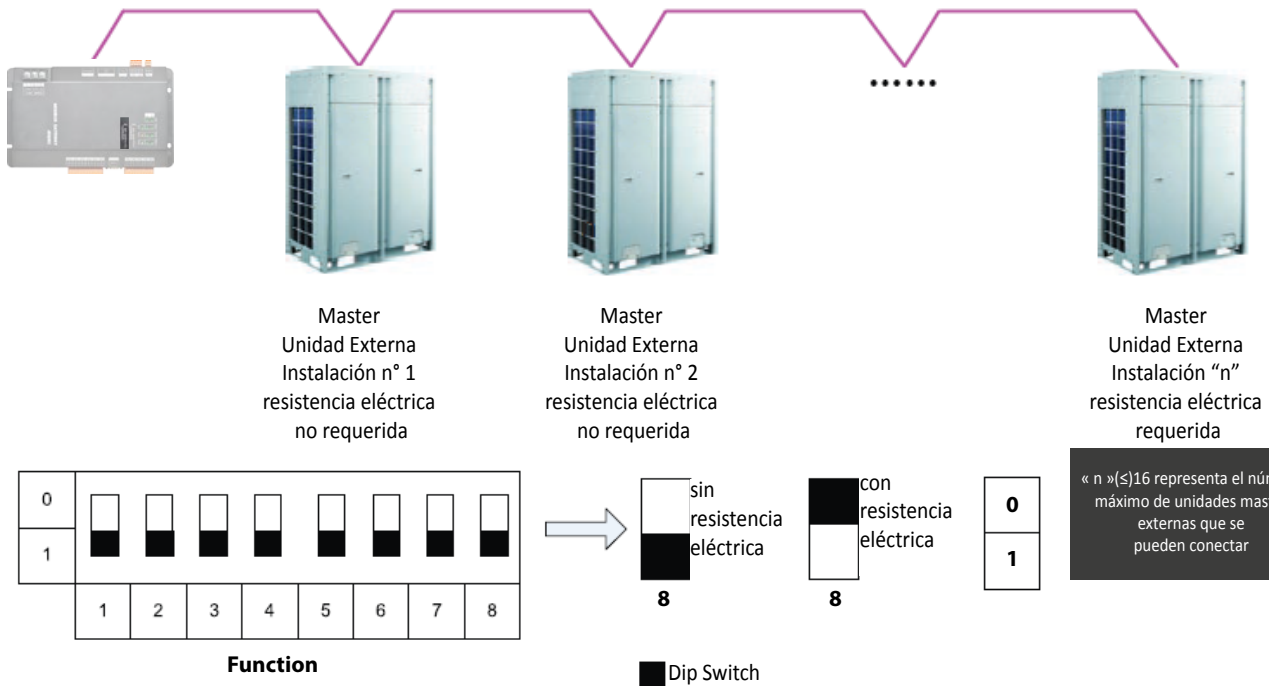 Master
Unidad Externa
Instalación n° 1
resistencia eléctrica
no requerida
Master
Unidad Externa
Instalación n° 2
resistencia eléctrica
no requerida
Master
Unidad Externa
Instalación “n”
resistencia eléctrica
requerida
0
1
1 2 3 4 5 6 7 8
Function
sin
resistencia
eléctrica
8
con
resistencia
eléctrica
8
0
1
« n »(≤)16 representa el
máximo de unidades
externas que se
pueden conectar
Dip Switch